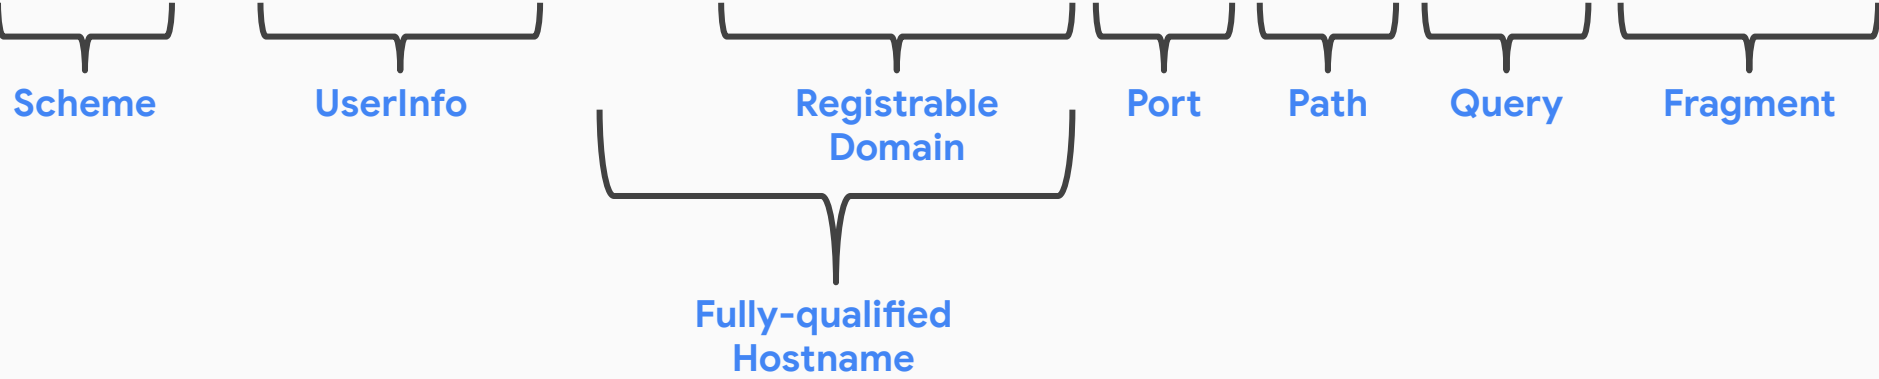 Scheme
UserInfo
Registrable
Domain
Port
Path
Query
Fragment
Fully-qualified
Hostname